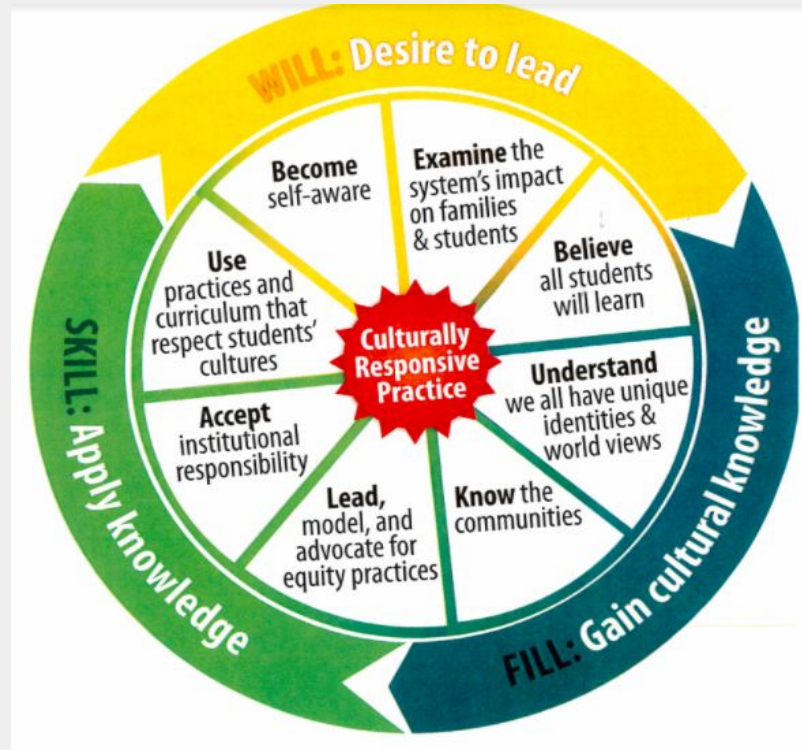 WILL: Desire to lead
Become
self-aware
Examine the
system's impact
on families
& students
Believe
all students
will learn
Understand
we all have unique
identities &
world views
Know the
communities
Lead,
model, and
advocate for
equity practices
Accept
institutional
responsibility
Use
practices and
curriculum that
respect students'
cultures
Culturally
Responsive
Practice
FILL: Gain cultural knowledge
SKILL: Apply knowledge